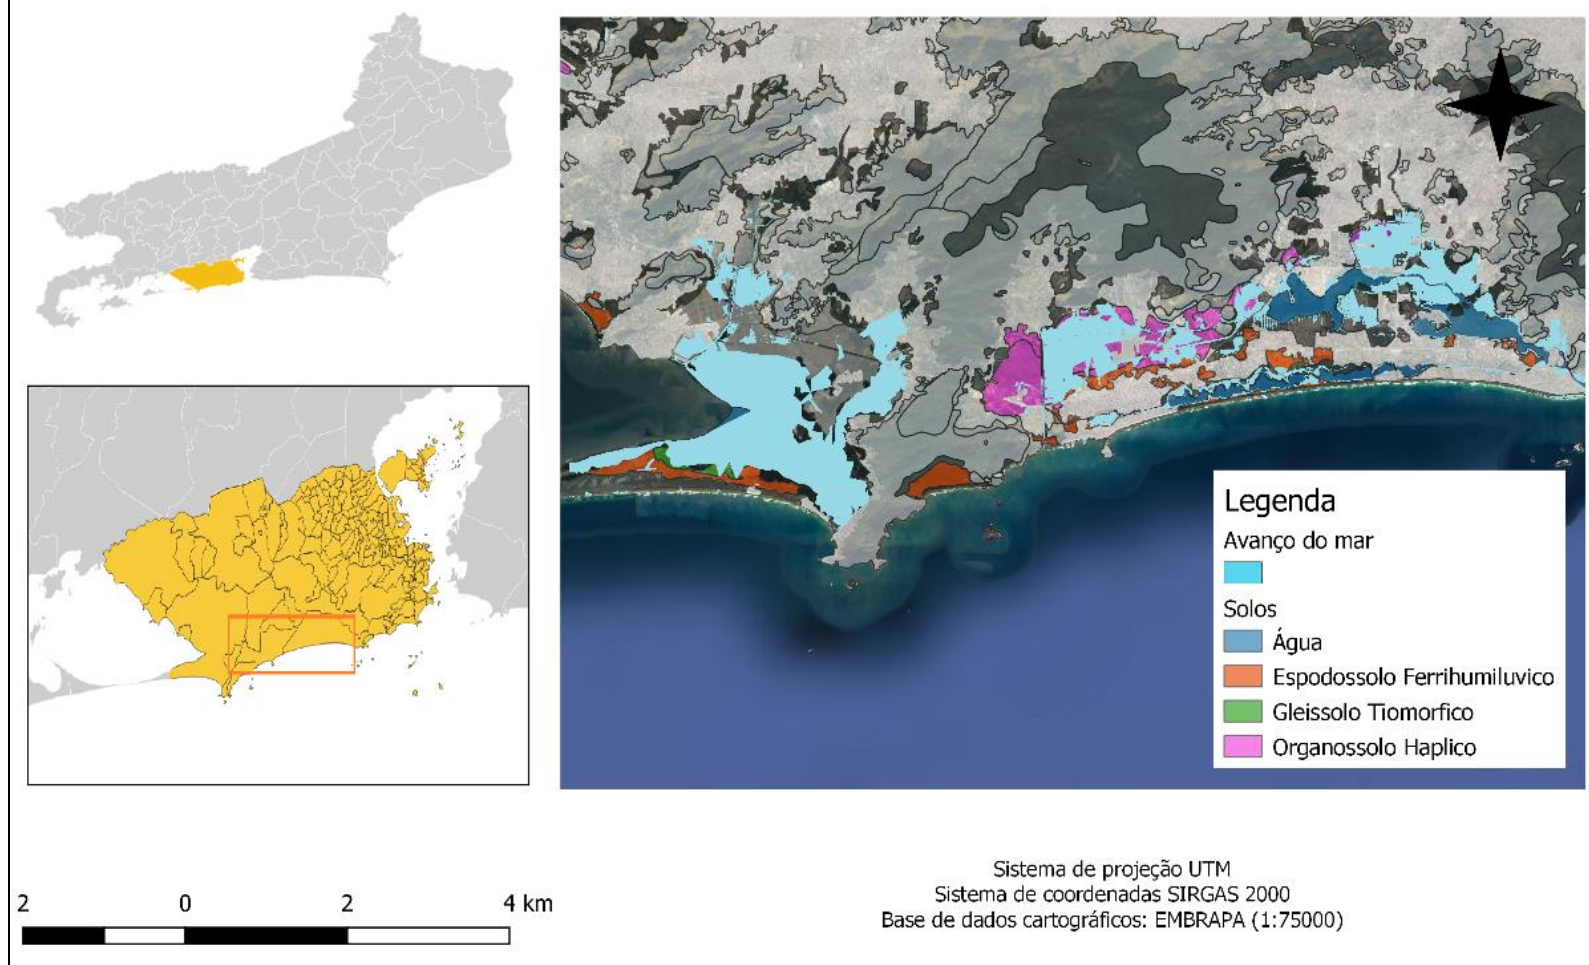 Legenda
Avanço do mar
Solos
Água
Espodossolo Ferrihumiluvico
Gleissolo Tiomorfico
Organossolo Haplico
2 0 2 4 km
Sistema de projeção UTM
Sistema de coordenadas SIRGAS 2000
Base de dados cartográficos: EMBRAPA (1:75000)